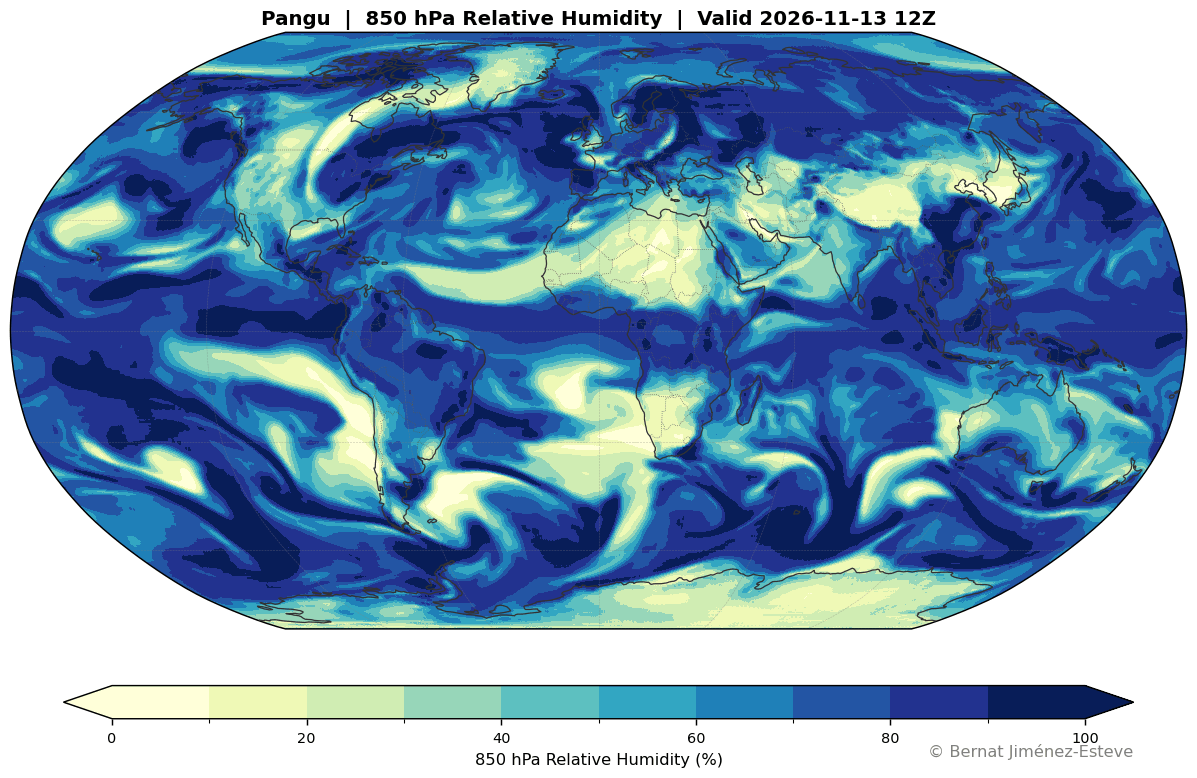 Pangu | 850 hPa Relative Humidity | Valid 2026-11-13 12Z
0 20 40 60 80 100
850 hPa Relative Humidity (%)
© Bernat Jiménez-Esteve